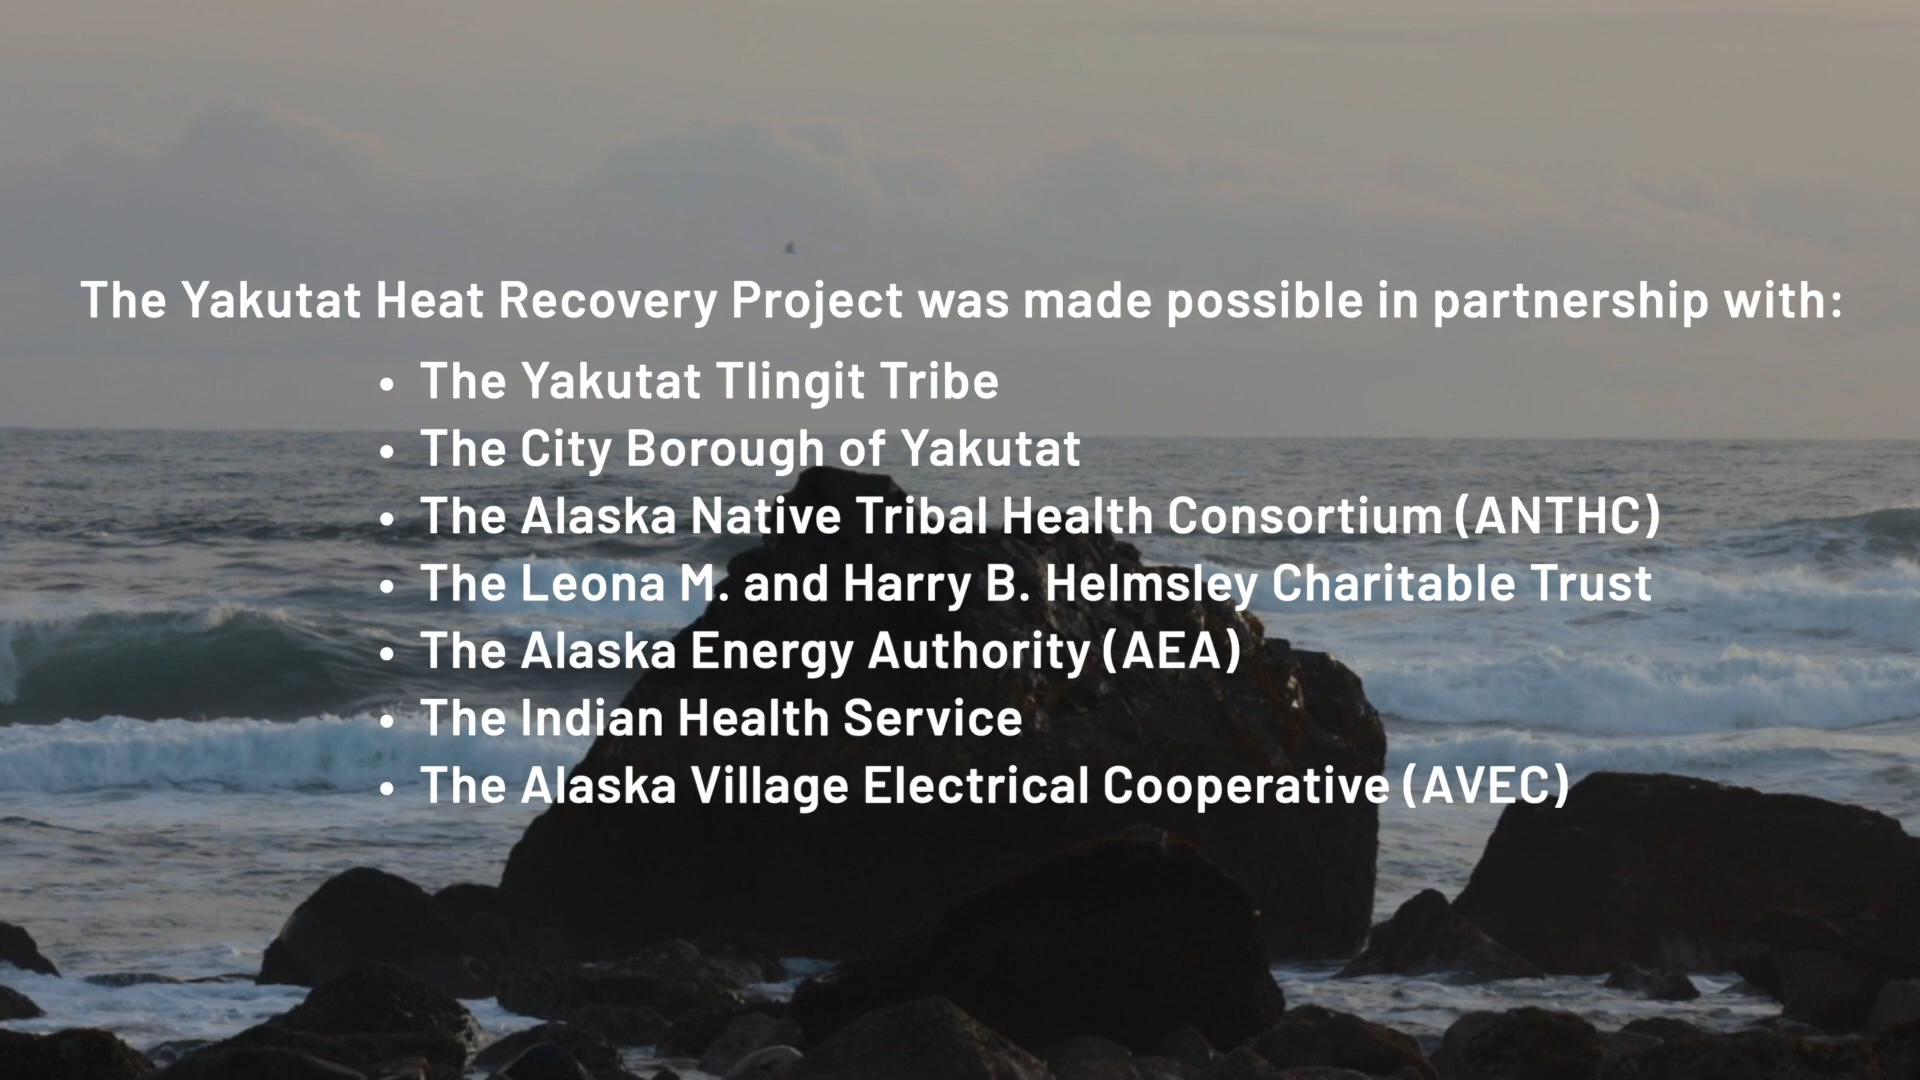 The Yakutat Heat Recovery Project was made possible in partnership with:
• The Yakutat Tlingit Tribe
• The City Borough of Yakutat
• The Alaska Native Tribal Health Consortium (ANTHC)
• The Leona M. and Harry B. Helmsley Charitable Trust
• The Alaska Energy Authority (AEA)
• The Indian Health Service
• The Alaska Village Electrical Cooperative (AVEC)